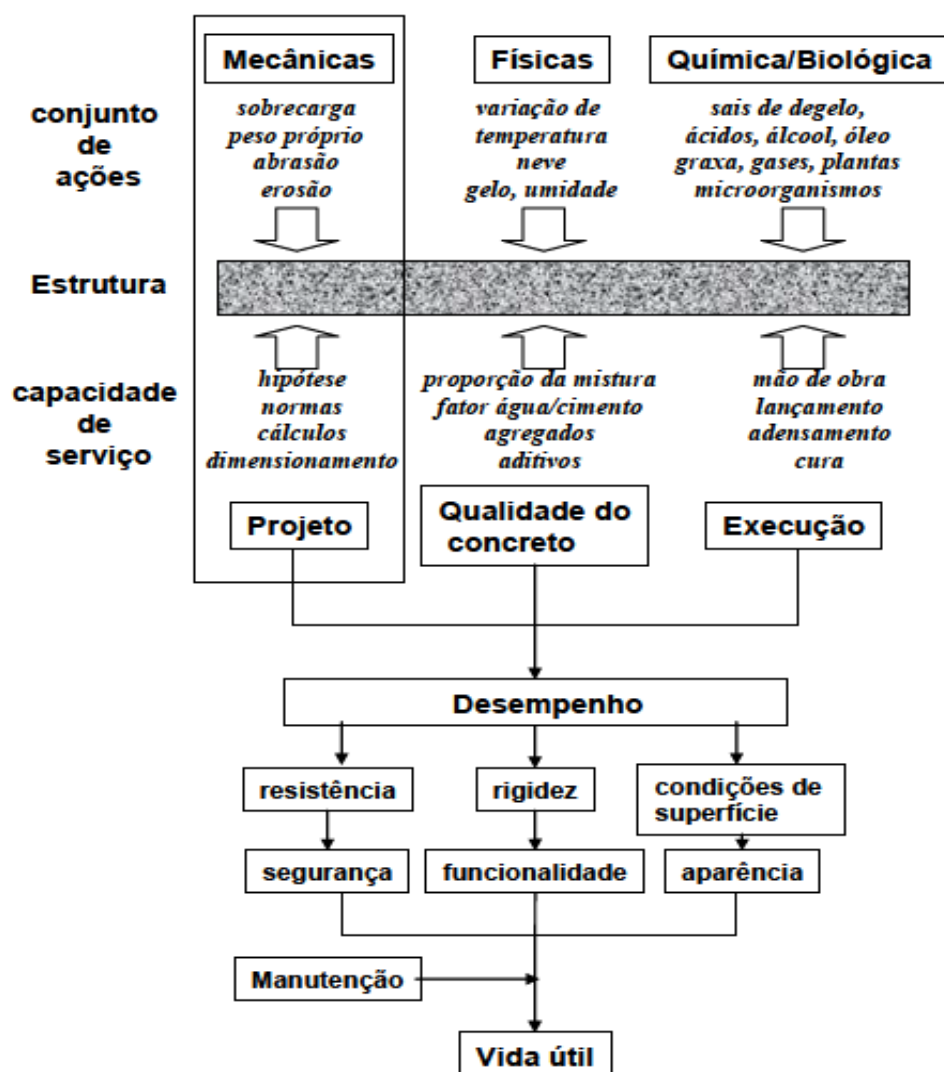 Mecânicas
Físicas
Química/Biológica
conjunto
de
ações
sobrecarga
peso próprio
abrasão
erosão
variação de
temperatura
neve
gelo, umidade
sais de degelo,
ácidos, álcool, óleo
graxa, gases, plantas
microorganismos
Estrutura
capacidade
de
serviço
hipótese
normas
cálculos
dimensionamento
proporção da mistura
fator água/cimento
agregados
aditivos
mão de obra
lançamento
adensamento
cura
Projeto
Qualidade do
concreto
Execução
Desempenho
resistência
rigidez
condições de
superfície
segurança
funcionalidade
aparência
Manutenção
Vida útil